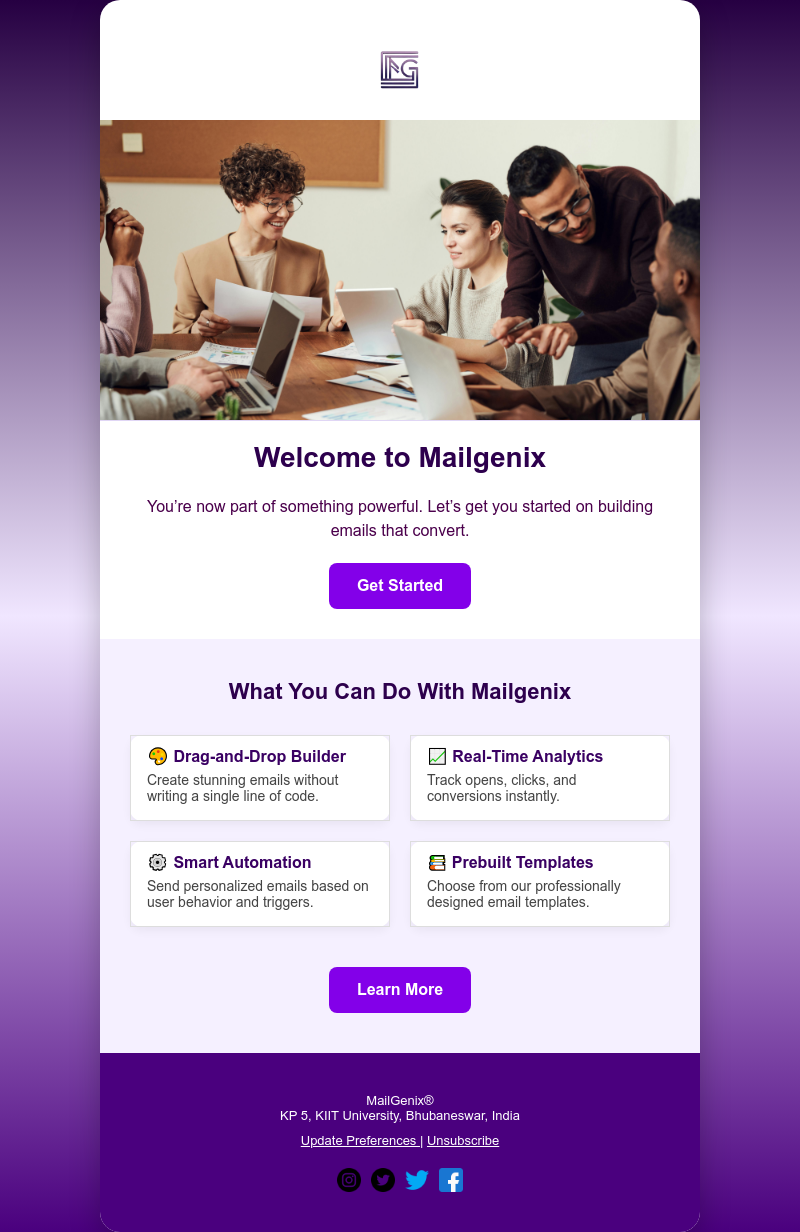 Welcome to Mailgenix
You’re now part of something powerful. Let’s get you started on building
emails that convert.
Get Started
What You Can Do With Mailgenix
Drag-and-Drop Builder
Create stunning emails without
writing a single line of code.
Real-Time Analytics
Track opens, clicks, and
conversions instantly.
Smart Automation
Send personalized emails based on
user behavior and triggers.
Prebuilt Templates
Choose from our professionally
designed email templates.
Learn More
MailGenix®
KP 5, KIIT University, Bhubaneswar, India
Update Preferences | Unsubscribe